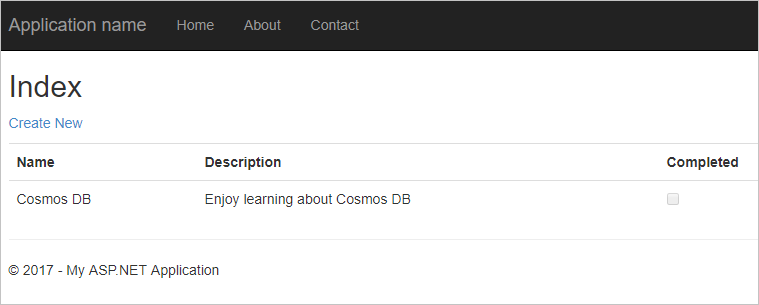 Application name Home About Contact
Index
Create New
Name Description Completed
Cosmos DB Enjoy learning about Cosmos DB
© 2017 - My ASP.NET Application